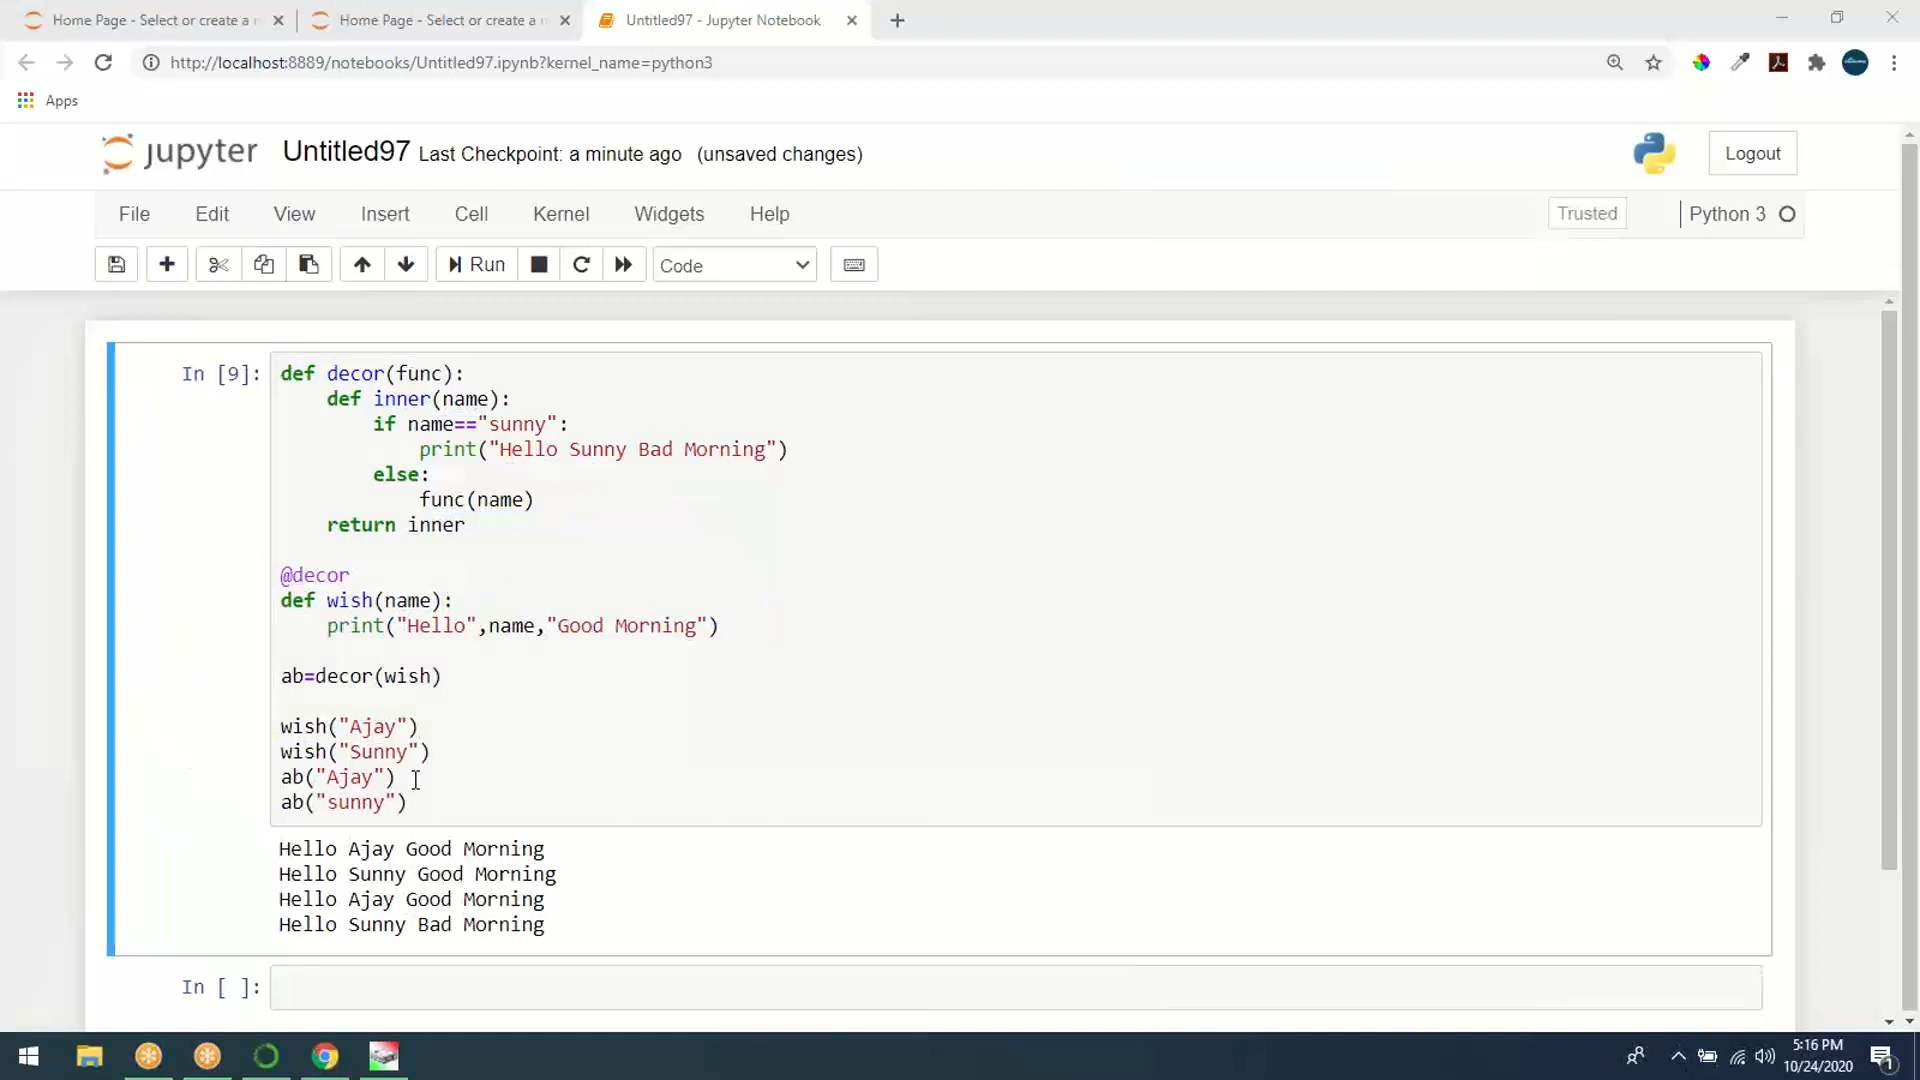 Home Page - Select or create a n
Home Page - Select or create a n
Untitled97 - Jupyter Notebook
http://localhost:8889/notebooks/Untitled97.ipynb?kernel_name=python3
Apps
jupyter Untitled97 Last Checkpoint: a minute ago (unsaved changes)
Logout
File Edit View Insert Cell Kernel Widgets Help
Trusted
Python 3
Run
Code
In [9]:
def decor(func):
    def inner(name):
        if name=="sunny":
            print("Hello Sunny Bad Morning")
        else:
            func(name)
    return inner
@decor
def wish(name):
    print("Hello",name,"Good Morning")
ab=decor(wish)
wish("Ajay")
wish("Sunny")
ab("Ajay")
ab("sunny")
Hello Ajay Good Morning
Hello Sunny Good Morning
Hello Ajay Good Morning
Hello Sunny Bad Morning
In [ ]:
5:16 PM
10/24/2020
1